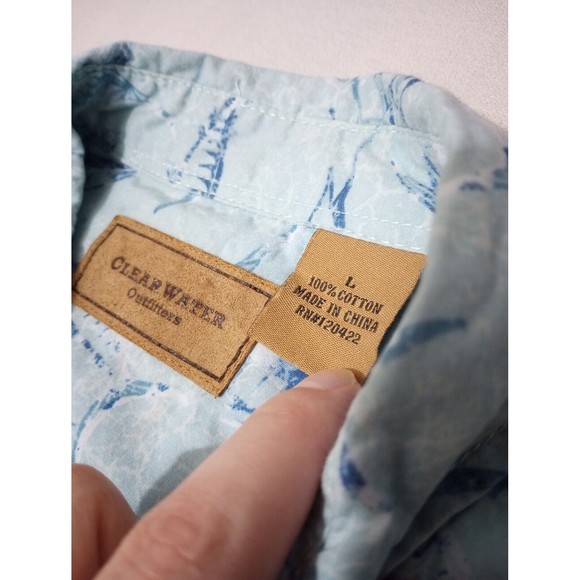 CLEAR WATER
Outfitters
L
100% COTTON
MADE IN CHINA
RN#120422